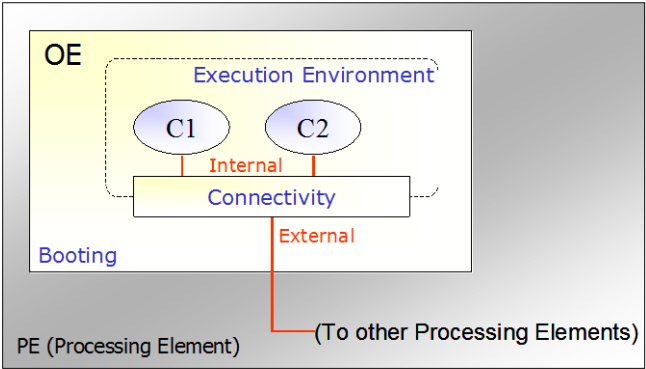 OE
Execution Environment
C1
C2
Internal
Connectivity
External
Booting
(To other Processing Elements)
PE (Processing Element)